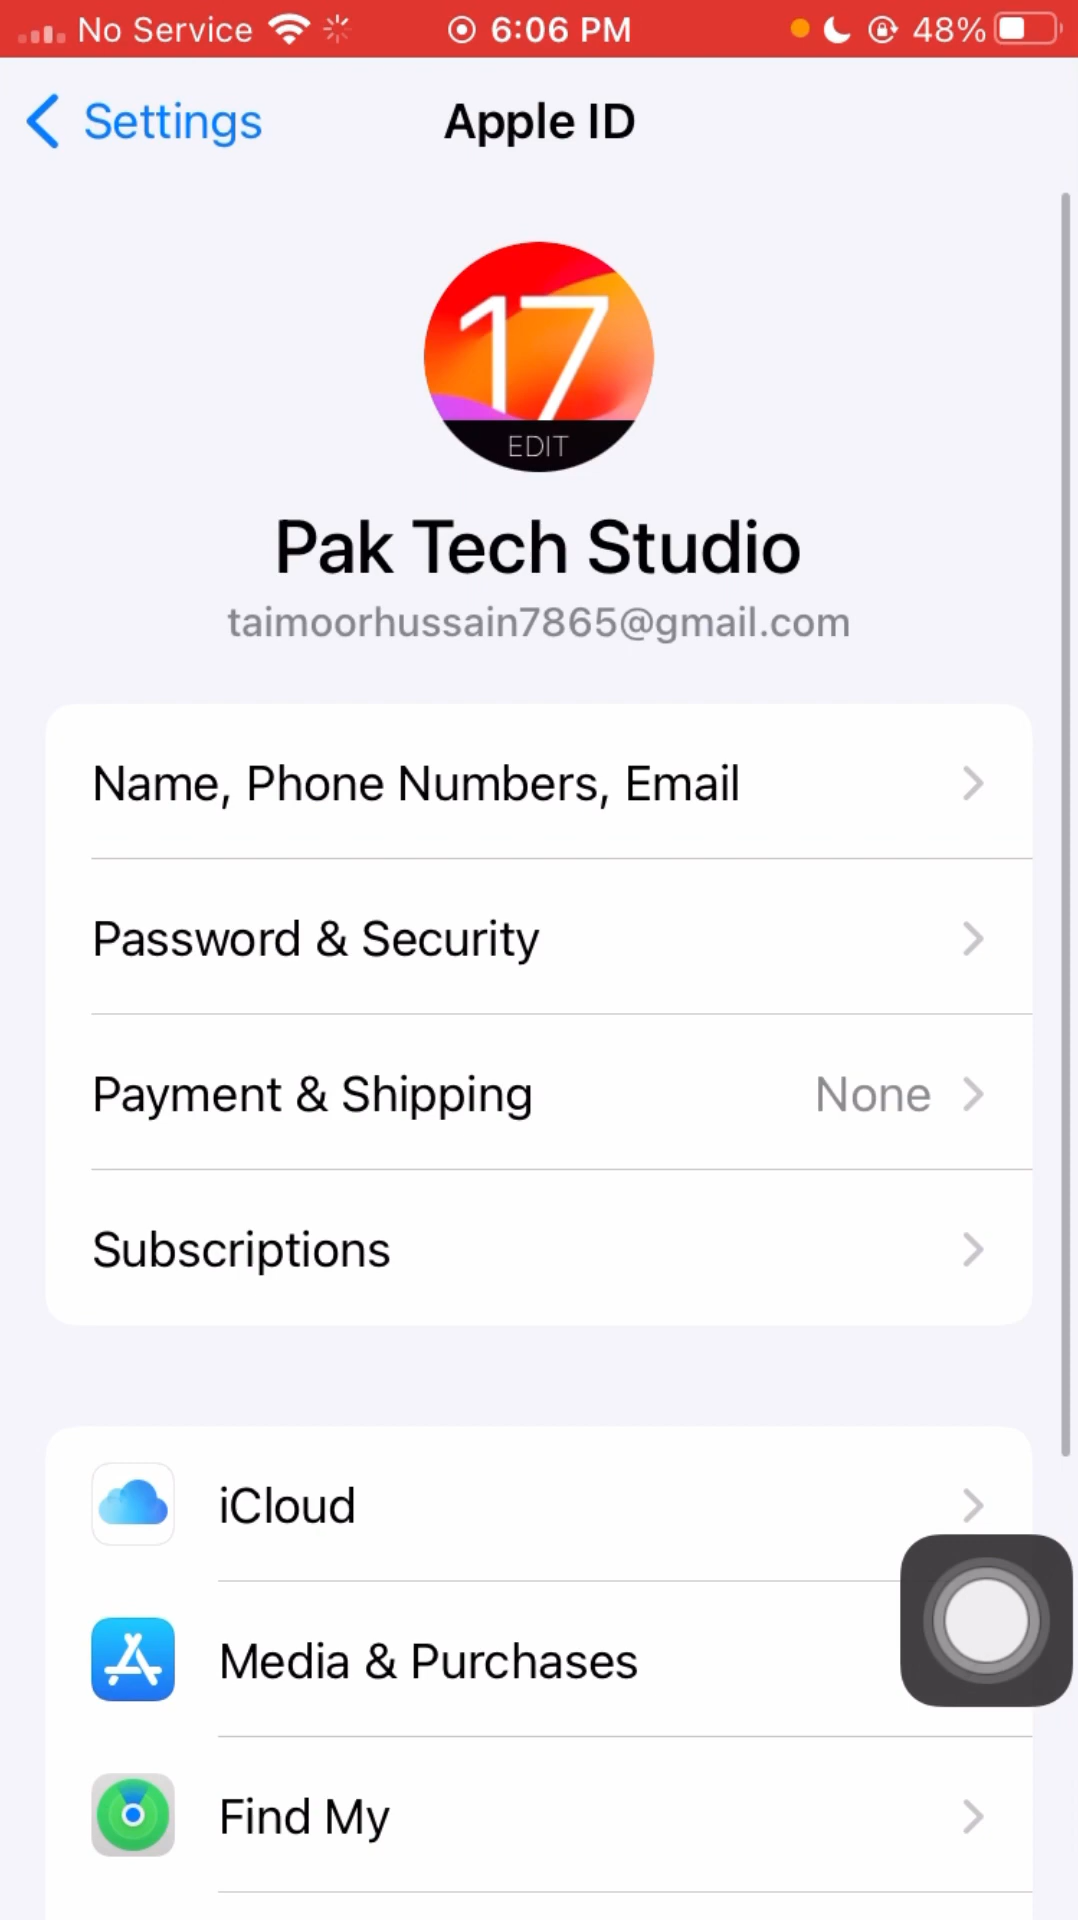 No Service 6:06 PM 48%
Settings Apple ID
17
EDIT
Pak Tech Studio
taimoorhussain7865@gmail.com
Name, Phone Numbers, Email
Password & Security
Payment & Shipping None
Subscriptions
iCloud
Media & Purchases
Find My